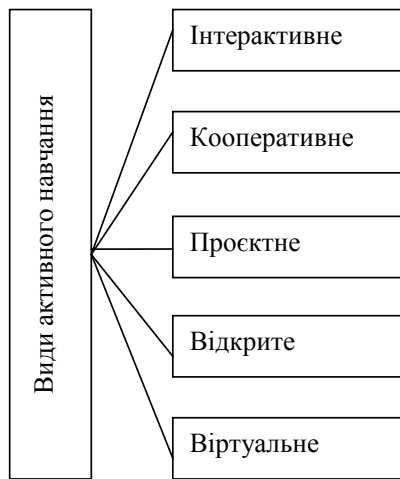 Види активного навчання
Інтерактивне
Кооперативне
Проєктне
Відкрите
Віртуальне